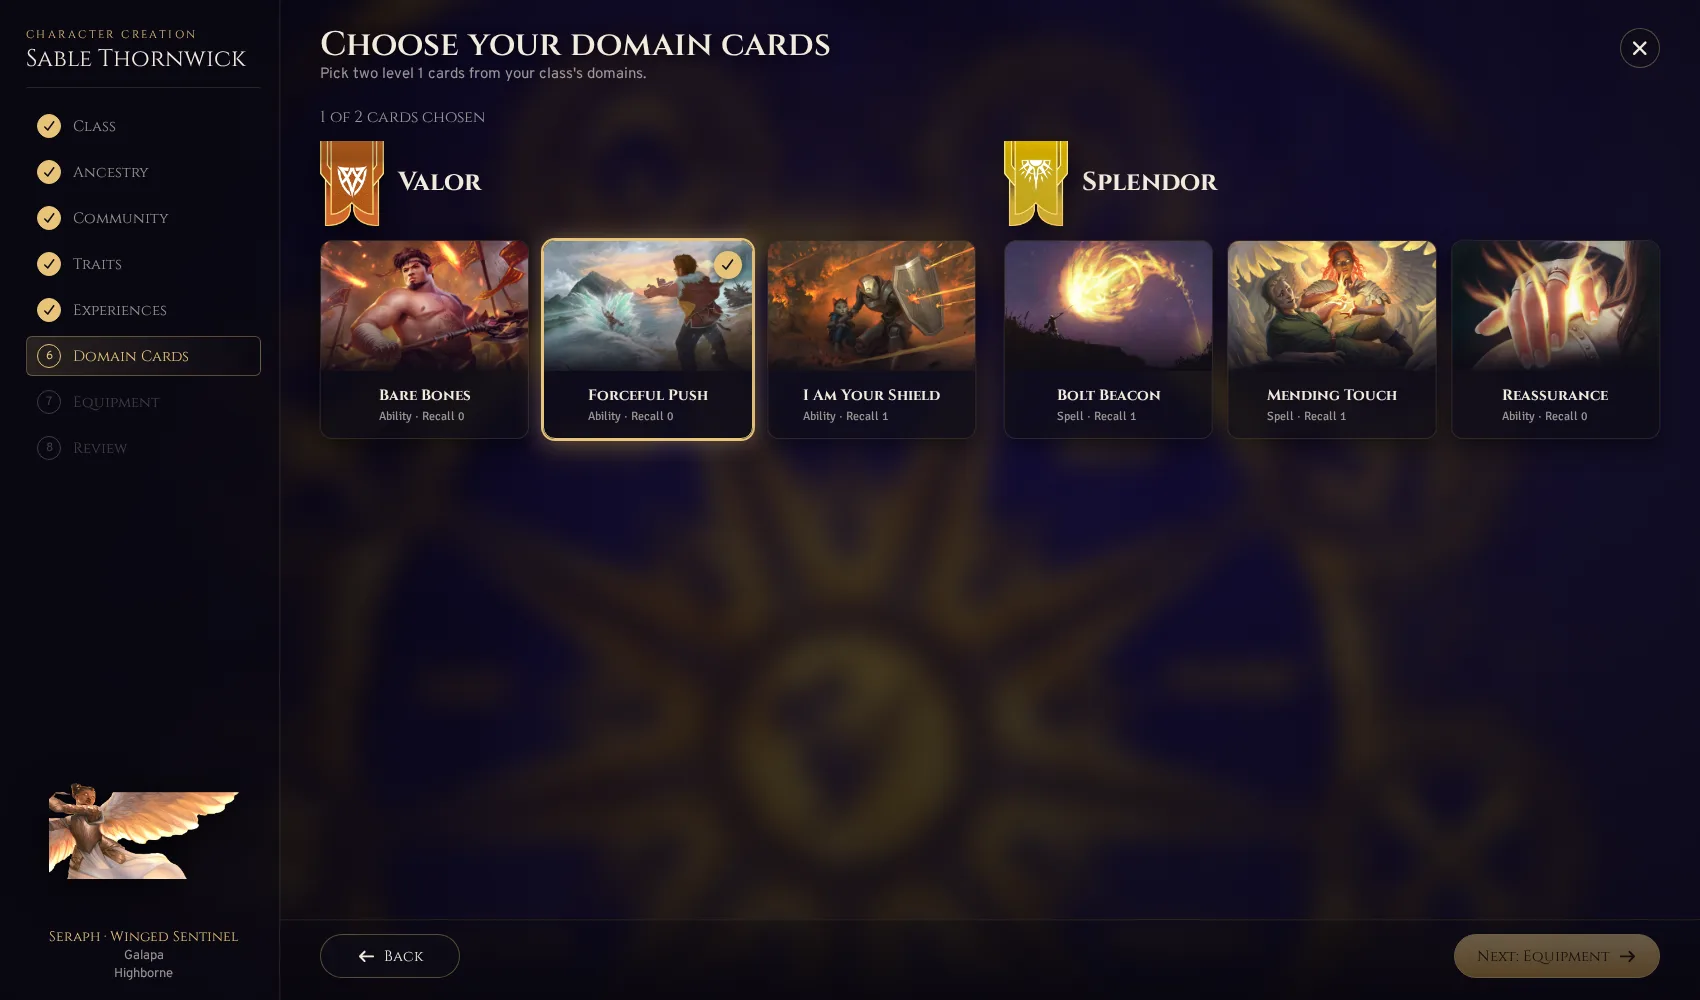 CHARACTER CREATION
SABLE THORNWICK
CLASS
ANCESTRY
COMMUNITY
TRAITS
EXPERIENCES
6 DOMAIN CARDS
7 EQUIPMENT
8 REVIEW
SERAPH · WINGED SENTINEL
Galapa
Highborne
CHOOSE YOUR DOMAIN CARDS
Pick two level 1 cards from your class's domains.
1 OF 2 CARDS CHOSEN
VALOR
BARE BONES
Ability · Recall 0
FORCEFUL PUSH
Ability · Recall 0
I AM YOUR SHIELD
Ability · Recall 1
SPLENDOR
BOLT BEACON
Spell · Recall 1
MENDING TOUCH
Spell · Recall 1
REASSURANCE
Ability · Recall 0
BACK
NEXT: EQUIPMENT